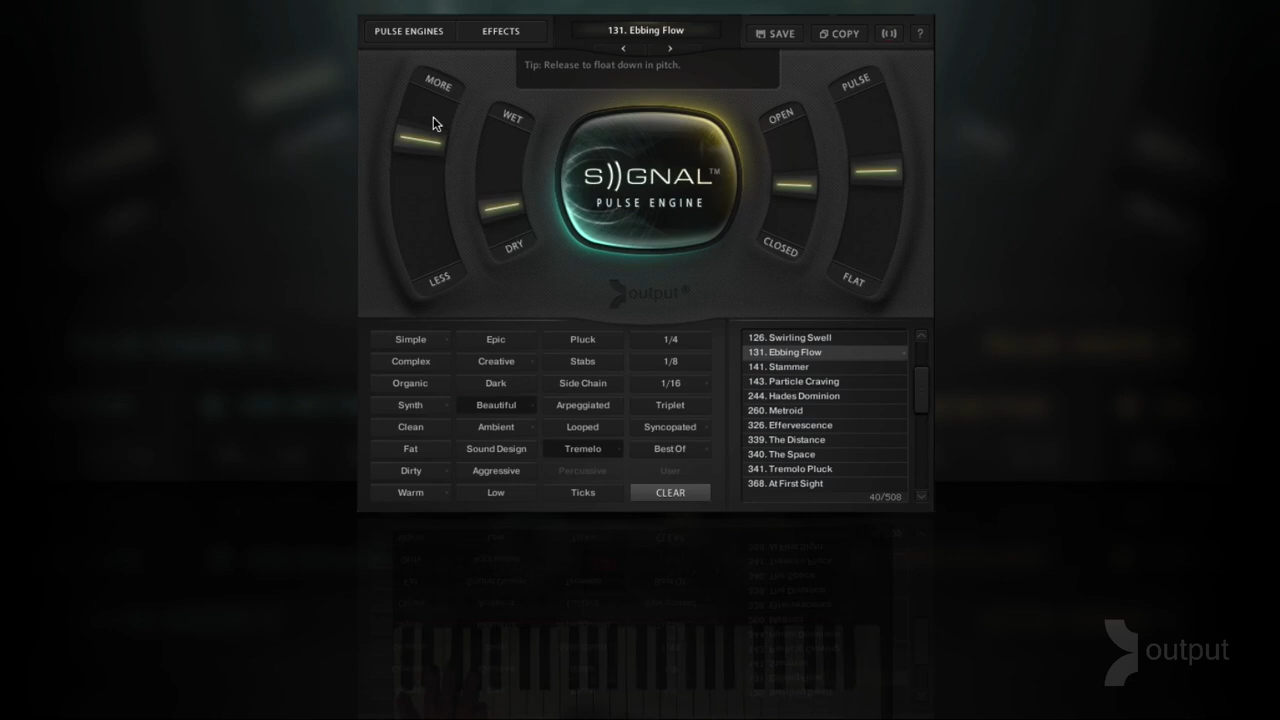 PULSE ENGINES
EFFECTS
131. Ebbing Flow
SAVE
COPY
?
Tip: Release to float down in pitch.
MORE
WET
OPEN
PULSE
S))GNAL™
PULSE ENGINE
DRY
CLOSED
LESS
FLAT
output®
Simple Epic Pluck 1/4
Complex Creative Stabs 1/8
Organic Dark Side Chain 1/16
Synth Beautiful Arpeggiated Triplet
Clean Ambient Looped Syncopated
Fat Sound Design Tremelo Best Of
Dirty Aggressive Percussive User
Warm Low Ticks CLEAR
126. Swirling Swell
131. Ebbing Flow
141. Stammer
143. Particle Craving
244. Hades Dominion
260. Metroid
326. Effervescence
339. The Distance
340. The Space
341. Tremolo Pluck
368. At First Sight
40/508
output